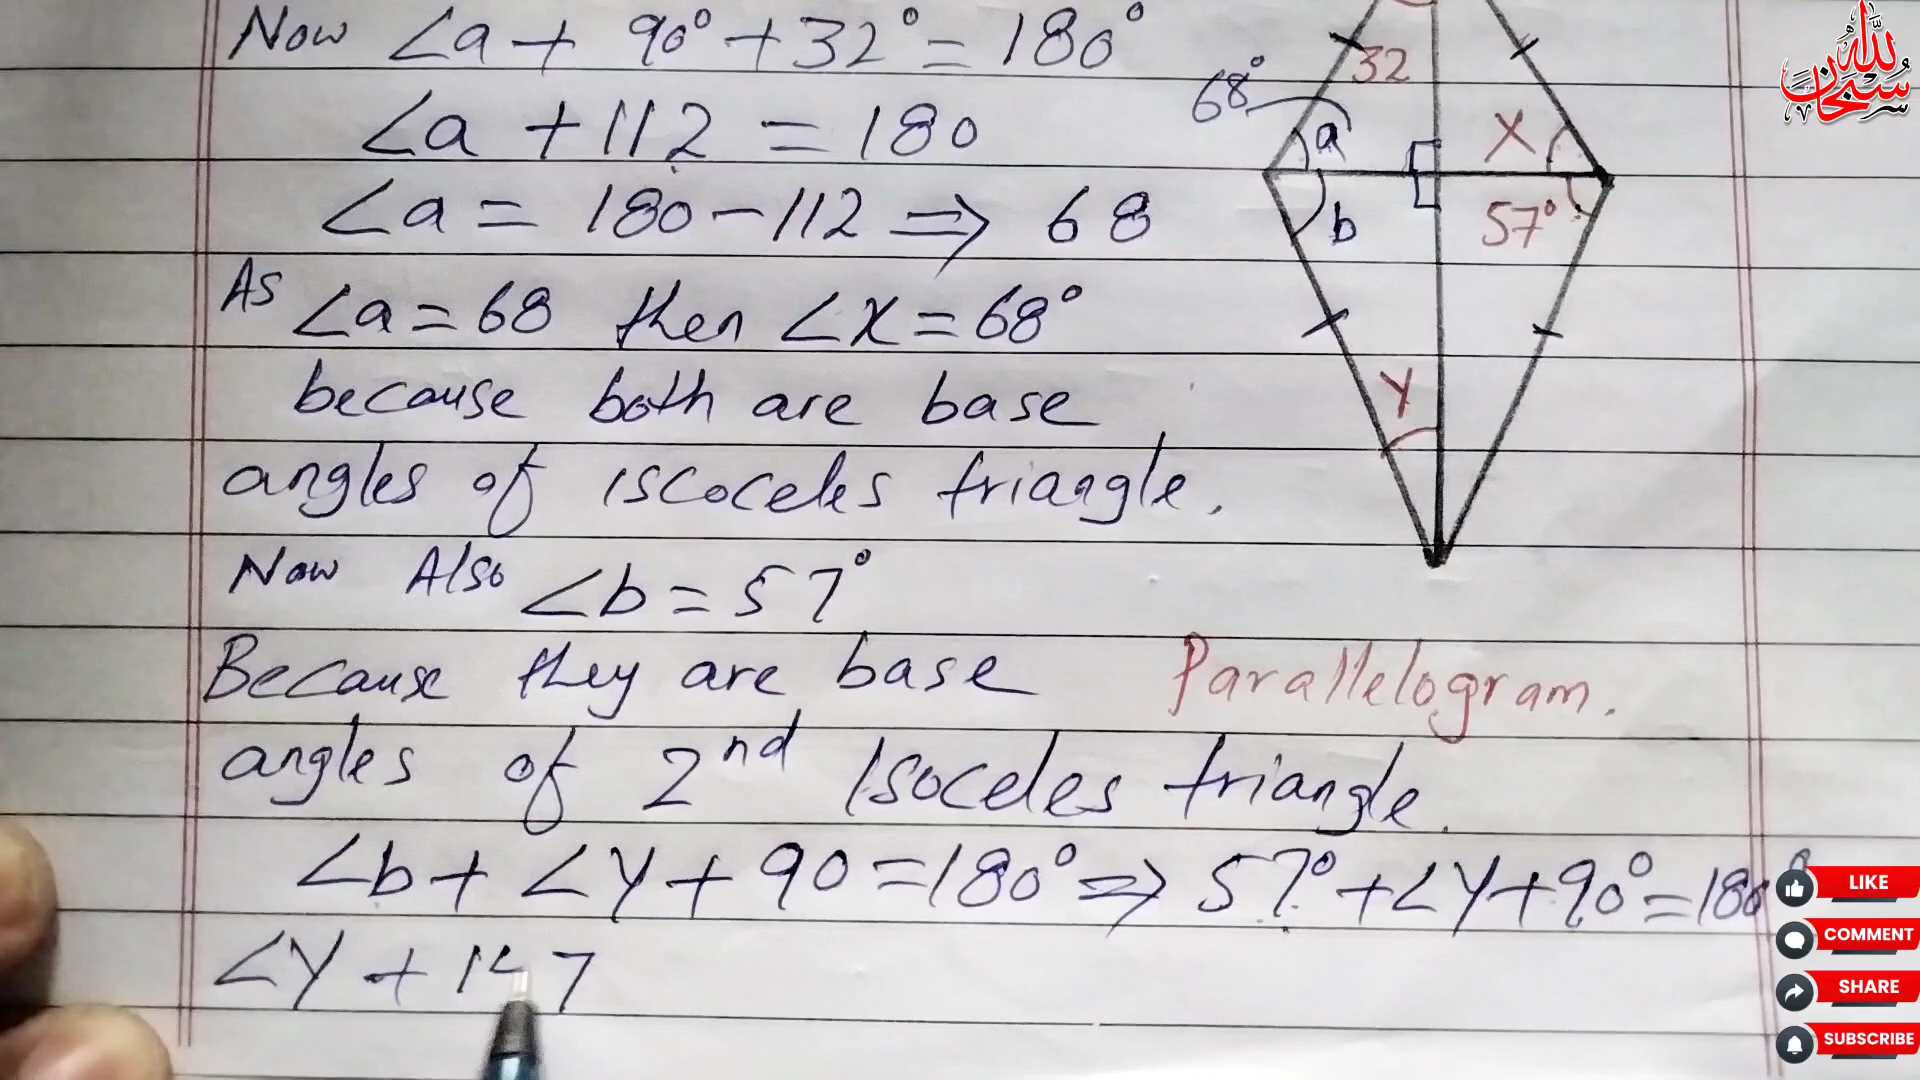 Now ∠a + 90° + 32° = 180°
∠a + 112 = 180
∠a = 180 - 112 ⇒ 68
As ∠a = 68 then ∠X = 68°
because both are base
angles of iscoceles triangle.
Now Also ∠b = 57°
Because they are base
angles of 2nd Isoceles triangle.
∠b + ∠Y + 90 = 180° ⇒ 57° + ∠Y + 90° = 180°
∠Y + 147
32
68°
a
X
b
57°
Y
Parallelogram.
سبحان الله
LIKE
COMMENT
SHARE
SUBSCRIBE